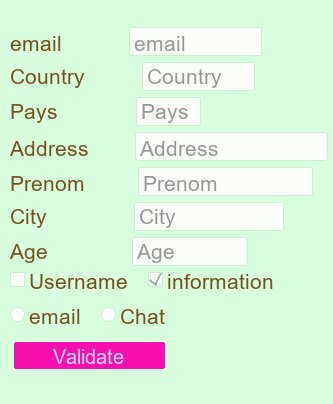 email email
Country Country
Pays Pays
Address Address
Prenom Prenom
City City
Age Age
Username information
email Chat
Validate